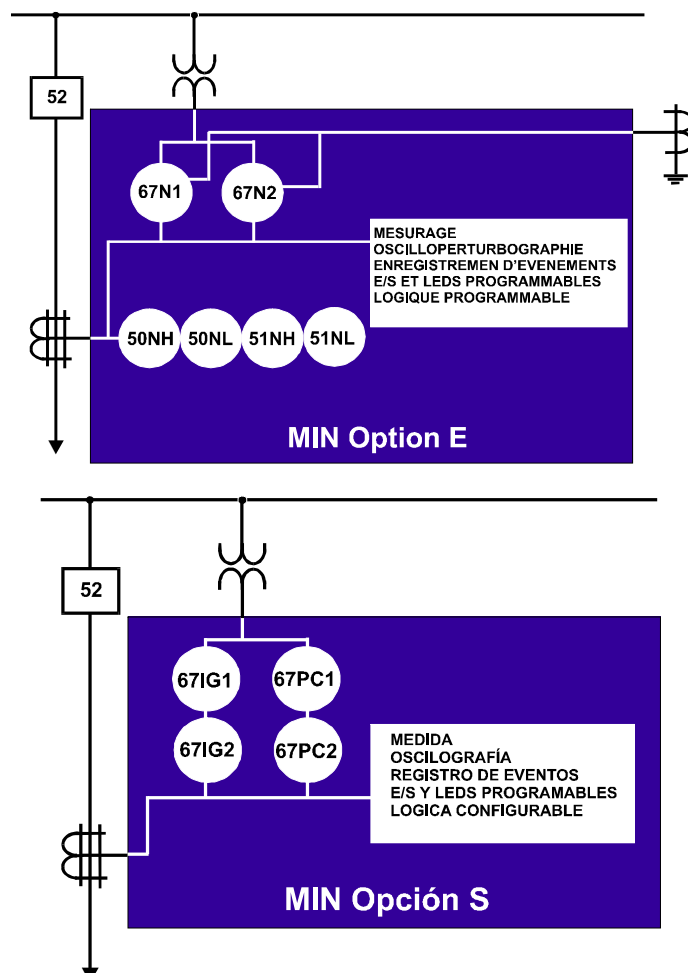 52
67N1
67N2
MESURAGE
OSCILLOPERTURBOGRAPHIE
ENREGISTREMEN D'EVENEMENTS
E/S ET LEDS PROGRAMMABLES
LOGIQUE PROGRAMMABLE
50NH
50NL
51NH
51NL
MIN Option E
52
67IG1
67PC1
67IG2
67PC2
MEDIDA
OSCILOGRAFÍA
REGISTRO DE EVENTOS
E/S Y LEDS PROGRAMABLES
LOGICA CONFIGURABLE
MIN Opción S